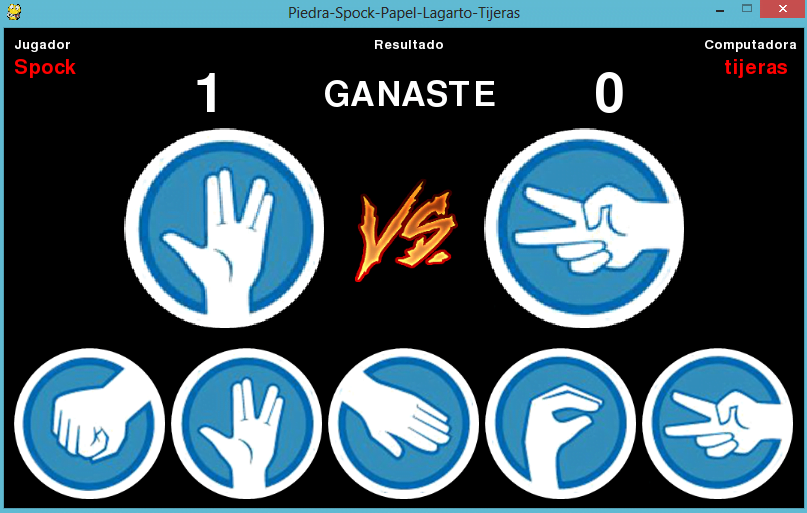 Piedra-Spock-Papel-Lagarto-Tijeras
Jugador
Resultado
Computadora
Spock
tijeras
1
GANASTE
0
VS.